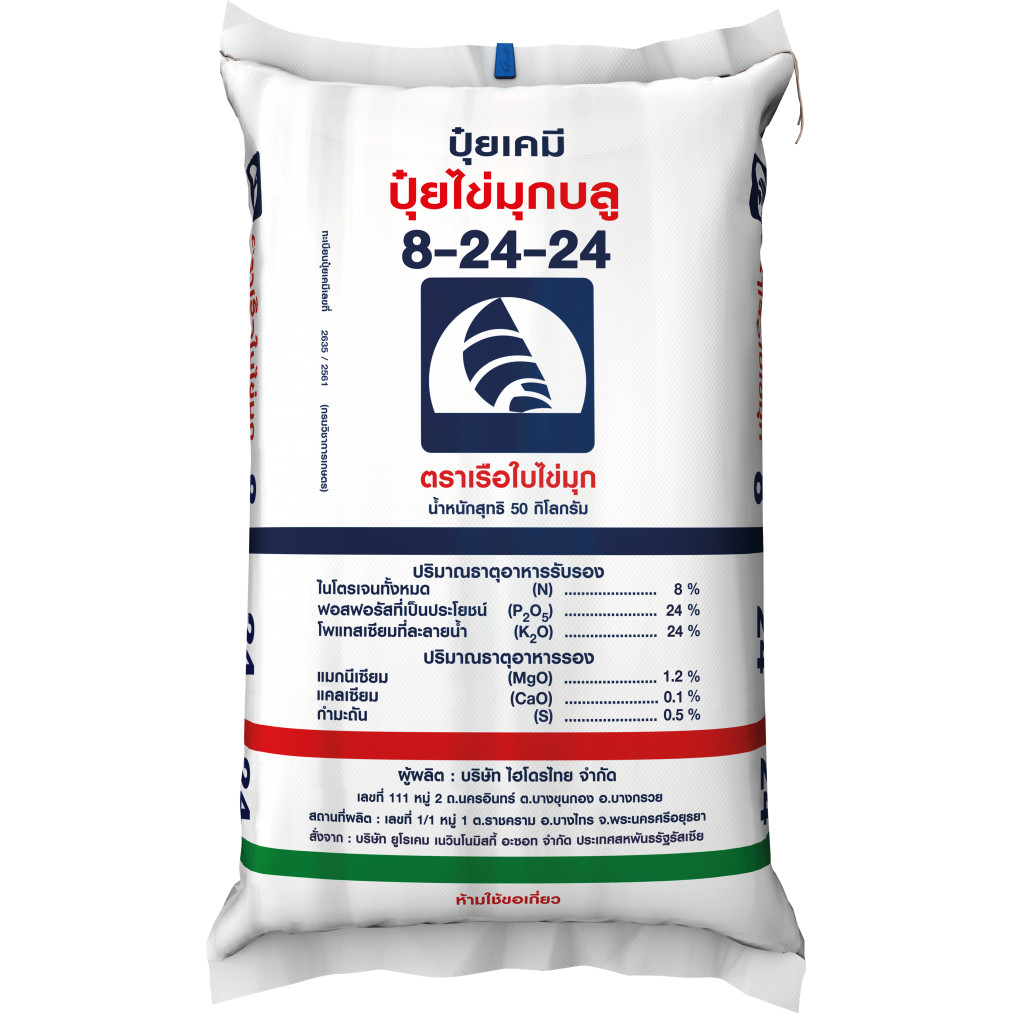 ปุ๋ยเคมี
ปุ๋ยไข่มุกบลู
8-24-24
ทะเบียนปุ๋ยเคมีเลขที่ 2635 / 2561 (กรมวิชาการเกษตร)
ตราเรือใบไข่มุก
น้ำหนักสุทธิ 50 กิโลกรัม
ปริมาณธาตุอาหารรับรอง
ไนโตรเจนทั้งหมด (N) ...................... 8 %
ฟอสฟอรัสที่เป็นประโยชน์ (P₂O₅) ...................... 24 %
โพแทสเซียมที่ละลายน้ำ (K₂O) ...................... 24 %
ปริมาณธาตุอาหารรอง
แมกนีเซียม (MgO) ...................... 1.2 %
แคลเซียม (CaO) ...................... 0.1 %
กำมะถัน (S) ...................... 0.5 %
ผู้ผลิต : บริษัท ไฮโดรไทย จำกัด
เลขที่ 111 หมู่ 2 ถ.นครอินทร์ ต.บางขุนกอง อ.บางกรวย
สถานที่ผลิต : เลขที่ 1/1 หมู่ 1 ต.ราชคราม อ.บางไทร จ.พระนครศรีอยุธยา
สั่งจาก : บริษัท ยูโรเคม เนวินโนมิสกี้ อะซอท จำกัด ประเทศสหพันธรัฐรัสเซีย
ห้ามใช้ขอเกี่ยว